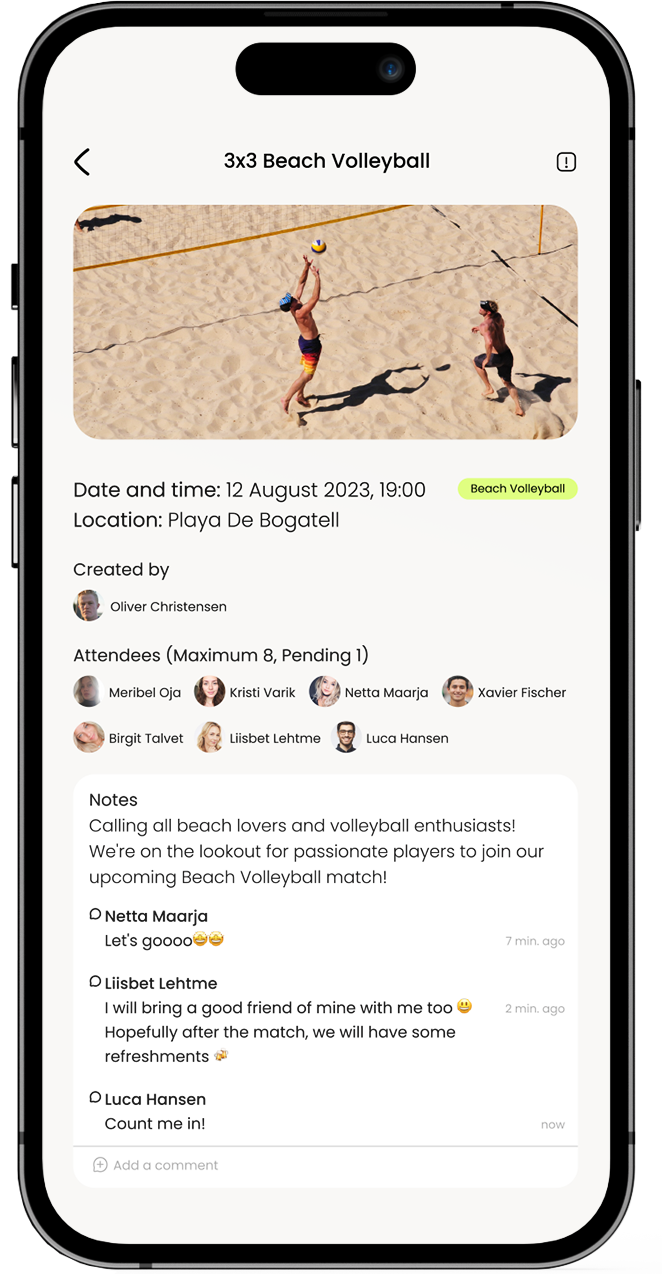 3x3 Beach Volleyball
Date and time: 12 August 2023, 19:00
Beach Volleyball
Location: Playa De Bogatell
Created by
Oliver Christensen
Attendees (Maximum 8, Pending 1)
Meribel Oja Kristi Varik Netta Maarja Xavier Fischer
Birgit Talvet Liisbet Lehtme Luca Hansen
Notes
Calling all beach lovers and volleyball enthusiasts!
We're on the lookout for passionate players to join our
upcoming Beach Volleyball match!
Netta Maarja
Let's goooo🤩🤩 7 min. ago
Liisbet Lehtme
I will bring a good friend of mine with me too 😃 2 min. ago
Hopefully after the match, we will have some
refreshments 🍻
Luca Hansen
Count me in! now
Add a comment